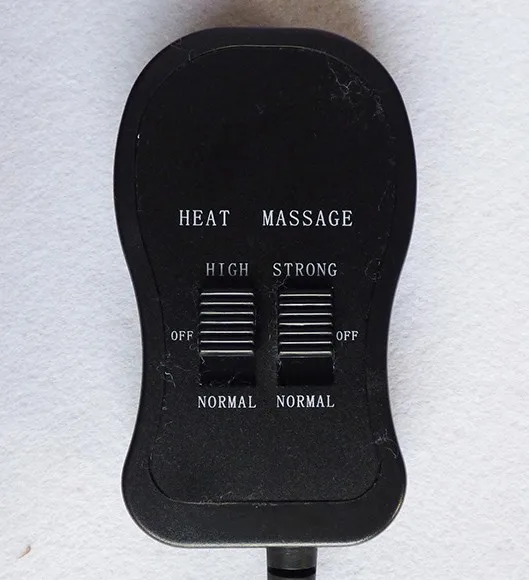 HEAT MASSAGE
HIGH STRONG
OFF OFF
NORMAL NORMAL